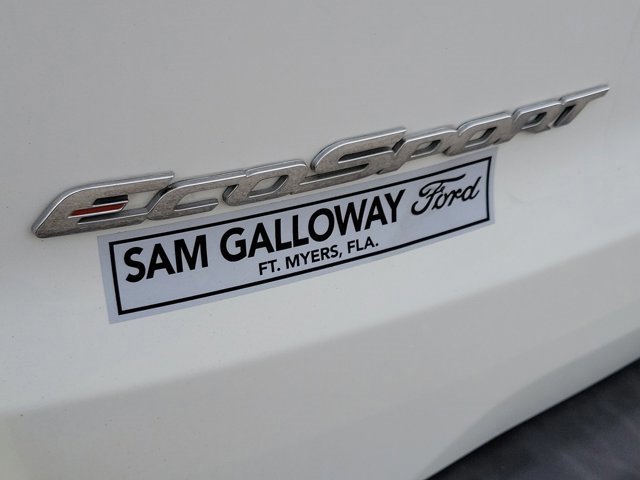 EcoSport
SAM GALLOWAY Ford
FT. MYERS, FLA.